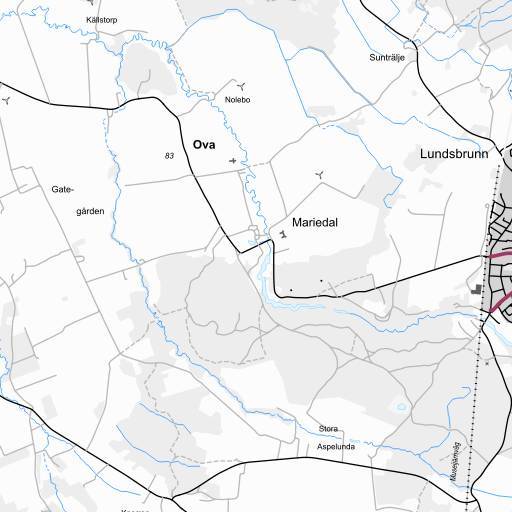 Källstorp
Sunträlje
Nolebo
Ova
83
Lundsbrunn
Gate-
gården
Mariedal
Stora
Aspelunda
Museijärnväg